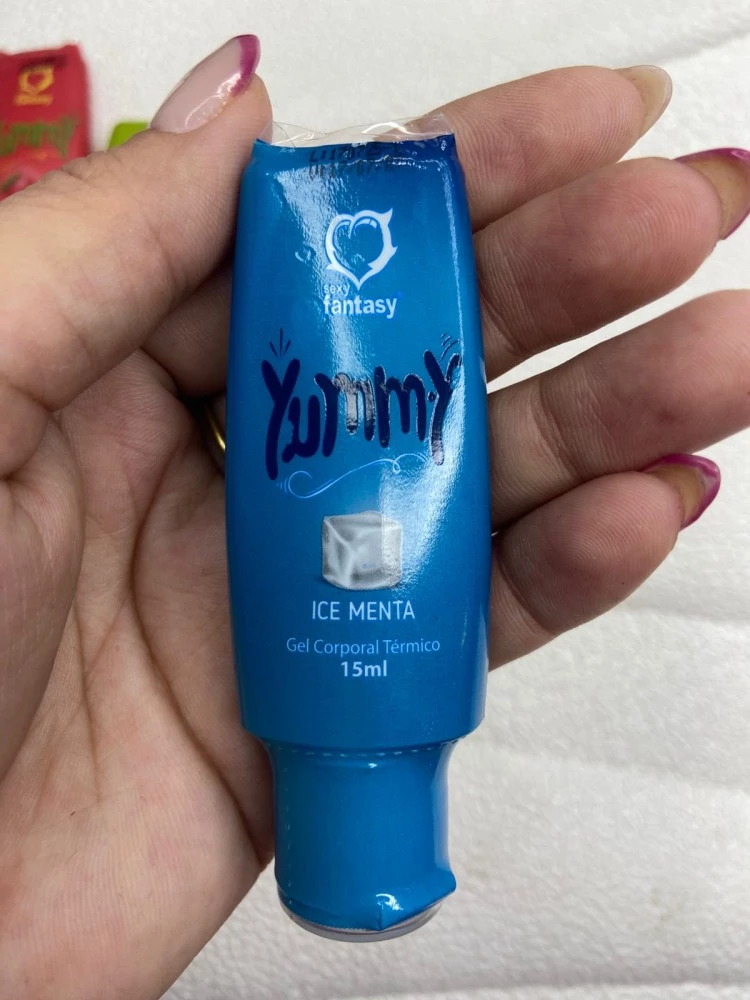 sexy
fantasy
Yummy
ICE MENTA
Gel Corporal Térmico
15ml